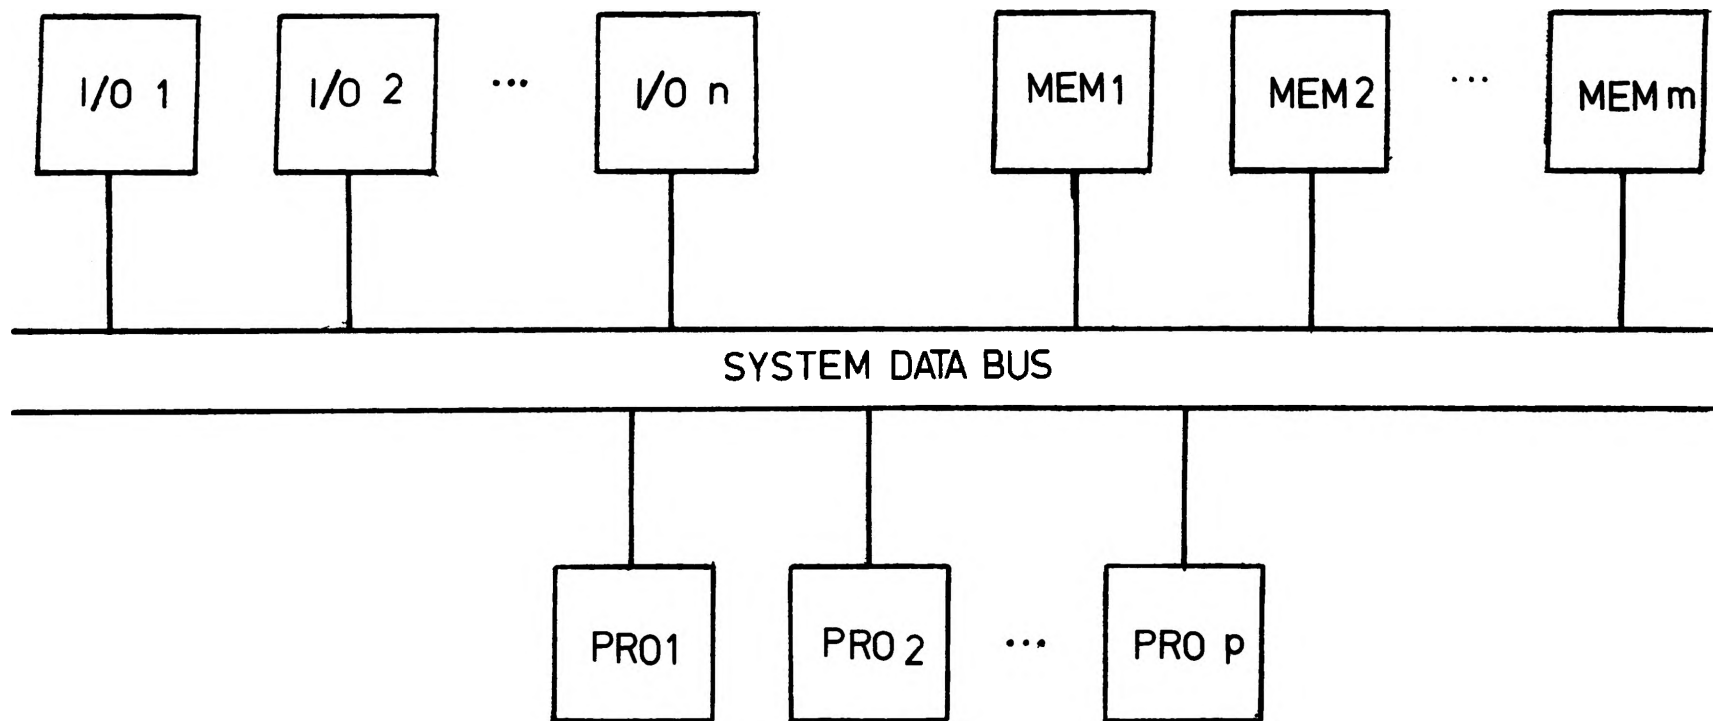 I/O 1 I/O 2 ... I/O n MEM1 MEM2 ... MEM m
SYSTEM DATA BUS
PRO1 PRO 2 ... PRO p